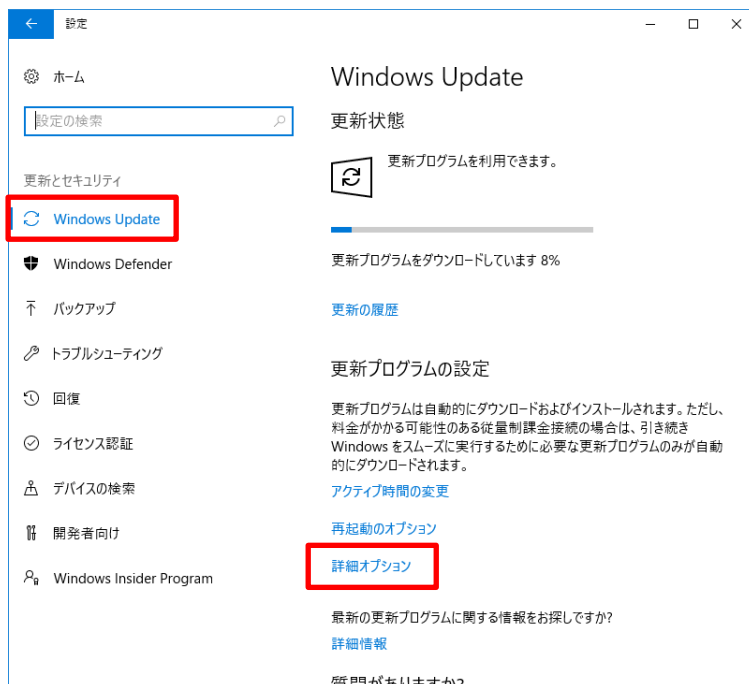 設定
ホーム
設定の検索
更新とセキュリティ
Windows Update
Windows Defender
バックアップ
トラブルシューティング
回復
ライセンス認証
デバイスの検索
開発者向け
Windows Insider Program
Windows Update
更新状態
更新プログラムを利用できます。
更新プログラムをダウンロードしています 8%
更新の履歴
更新プログラムの設定
更新プログラムは自動的にダウンロードおよびインストールされます。ただし、
料金がかかる可能性のある従量制課金接続の場合は、引き続き
Windows をスムーズに実行するために必要な更新プログラムのみが自動
的にダウンロードされます。
アクティブ時間の変更
再起動のオプション
詳細オプション
最新の更新プログラムに関する情報をお探しですか?
詳細情報
質問がありますか?